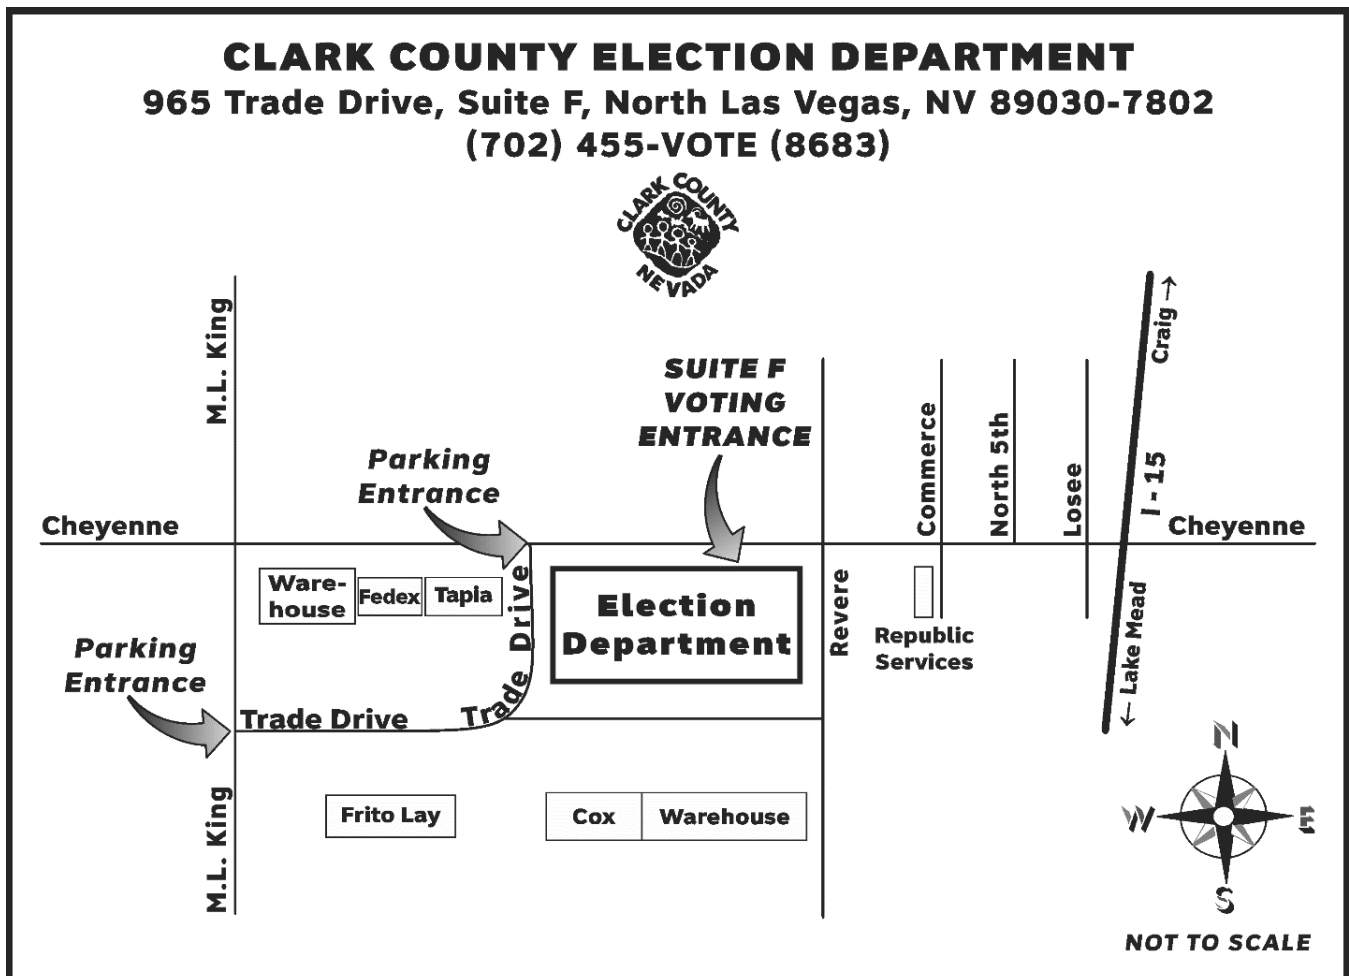 CLARK COUNTY ELECTION DEPARTMENT
965 Trade Drive, Suite F, North Las Vegas, NV 89030-7802
(702) 455-VOTE (8683)
CLARK COUNTY
NEVADA
M.L. King
Craig →
SUITE F
VOTING
ENTRANCE
Parking
Entrance
Commerce
North 5th
Losee
I - 15
Cheyenne
Cheyenne
Ware-
house
Fedex
Tapia
Trade Drive
Election
Department
Revere
Republic
Services
← Lake Mead
Parking
Entrance
Trade Drive
M.L. King
Frito Lay
Cox
Warehouse
N
W
E
S
NOT TO SCALE